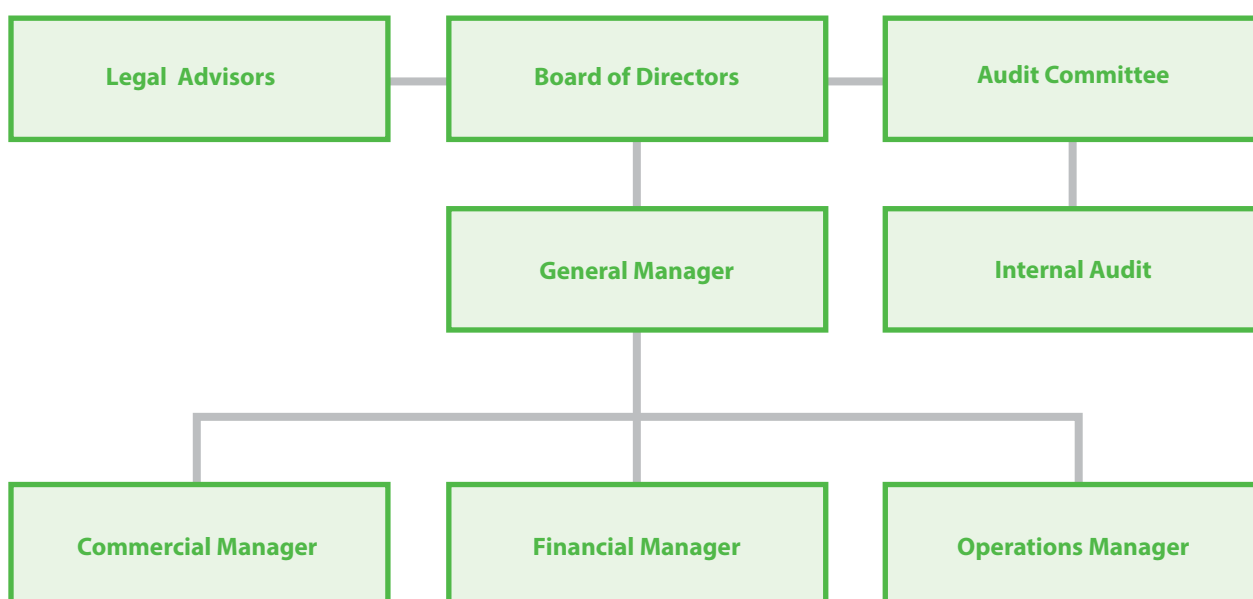 Legal Advisors
Board of Directors
Audit Committee
General Manager
Internal Audit
Commercial Manager
Financial Manager
Operations Manager